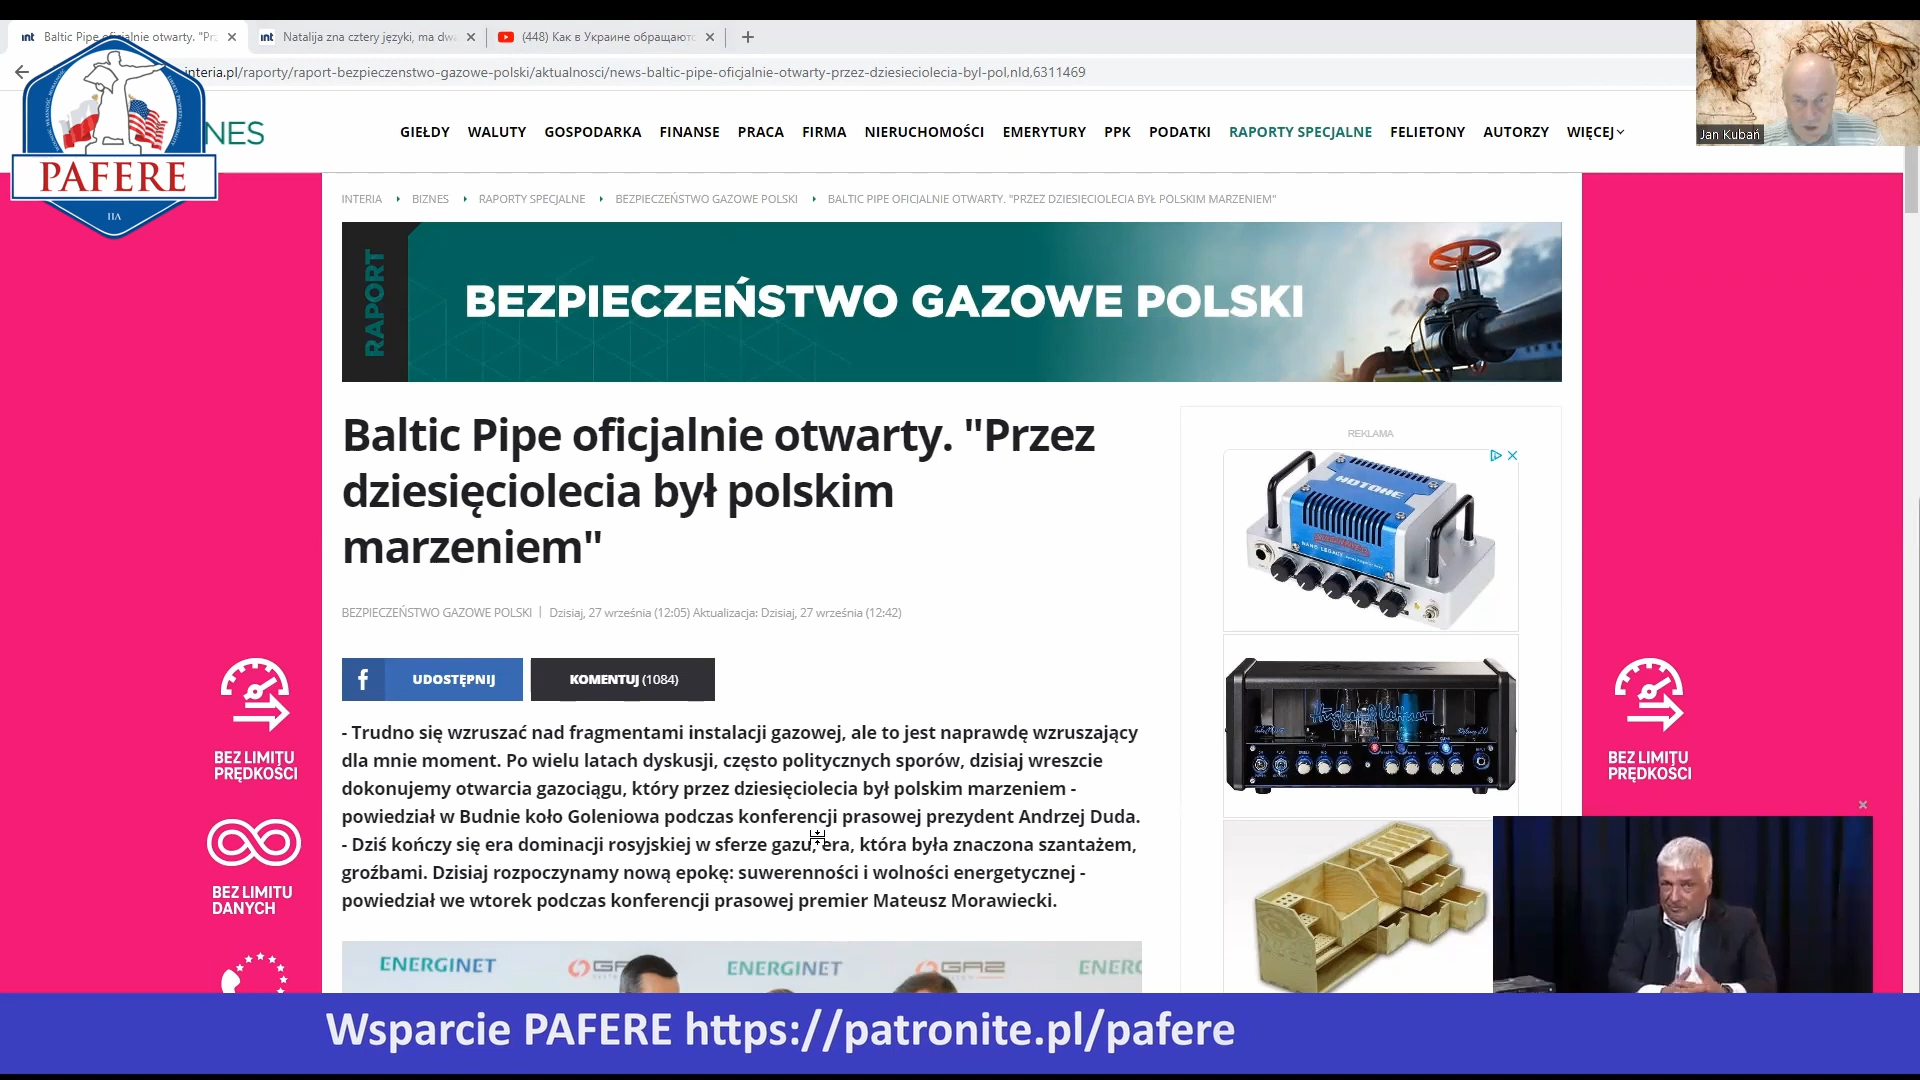 Baltic Pipe oficjalnie otwarty. "Prz
Natalija zna cztery języki, ma dwa
(448) Как в Украине обращаютс
interia.pl/raporty/raport-bezpieczenstwo-gazowe-polski/aktualnosci/news-baltic-pipe-oficjalnie-otwarty-przez-dziesieciolecia-byl-pol,nId,6311469
Jan Kubań
NES
GIEŁDY WALUTY GOSPODARKA FINANSE PRACA FIRMA NIERUCHOMOŚCI EMERYTURY PPK PODATKI RAPORTY SPECJALNE FELIETONY AUTORZY WIĘCEJ
PAFERE
INTERIA BIZNES RAPORTY SPECJALNE BEZPIECZEŃSTWO GAZOWE POLSKI BALTIC PIPE OFICJALNIE OTWARTY. "PRZEZ DZIESIĘCIOLECIA BYŁ POLSKIM MARZENIEM"
RAPORT
BEZPIECZEŃSTWO GAZOWE POLSKI
Baltic Pipe oficjalnie otwarty. "Przez
dziesięciolecia był polskim
marzeniem"
BEZPIECZEŃSTWO GAZOWE POLSKI | Dzisiaj, 27 września (12:05) Aktualizacja: Dzisiaj, 27 września (12:42)
UDOSTĘPNIJ
KOMENTUJ (1084)
- Trudno się wzruszać nad fragmentami instalacji gazowej, ale to jest naprawdę wzruszający
dla mnie moment. Po wielu latach dyskusji, często politycznych sporów, dzisiaj wreszcie
dokonujemy otwarcia gazociągu, który przez dziesięciolecia był polskim marzeniem -
powiedział w Budnie koło Goleniowa podczas konferencji prasowej prezydent Andrzej Duda.
- Dziś kończy się era dominacji rosyjskiej w sferze gazu, era, która była znaczona szantażem,
groźbami. Dzisiaj rozpoczynamy nową epokę: suwerenności i wolności energetycznej -
powiedział we wtorek podczas konferencji prasowej premier Mateusz Morawiecki.
ENERGINET
ENERGINET
REKLAMA
HOTONE
NANO LEGACY
Hughes & Kettner
BEZ LIMITU
PRĘDKOŚCI
BEZ LIMITU
DANYCH
BEZ LIMITU
PRĘDKOŚCI
Wsparcie PAFERE https://patronite.pl/pafere